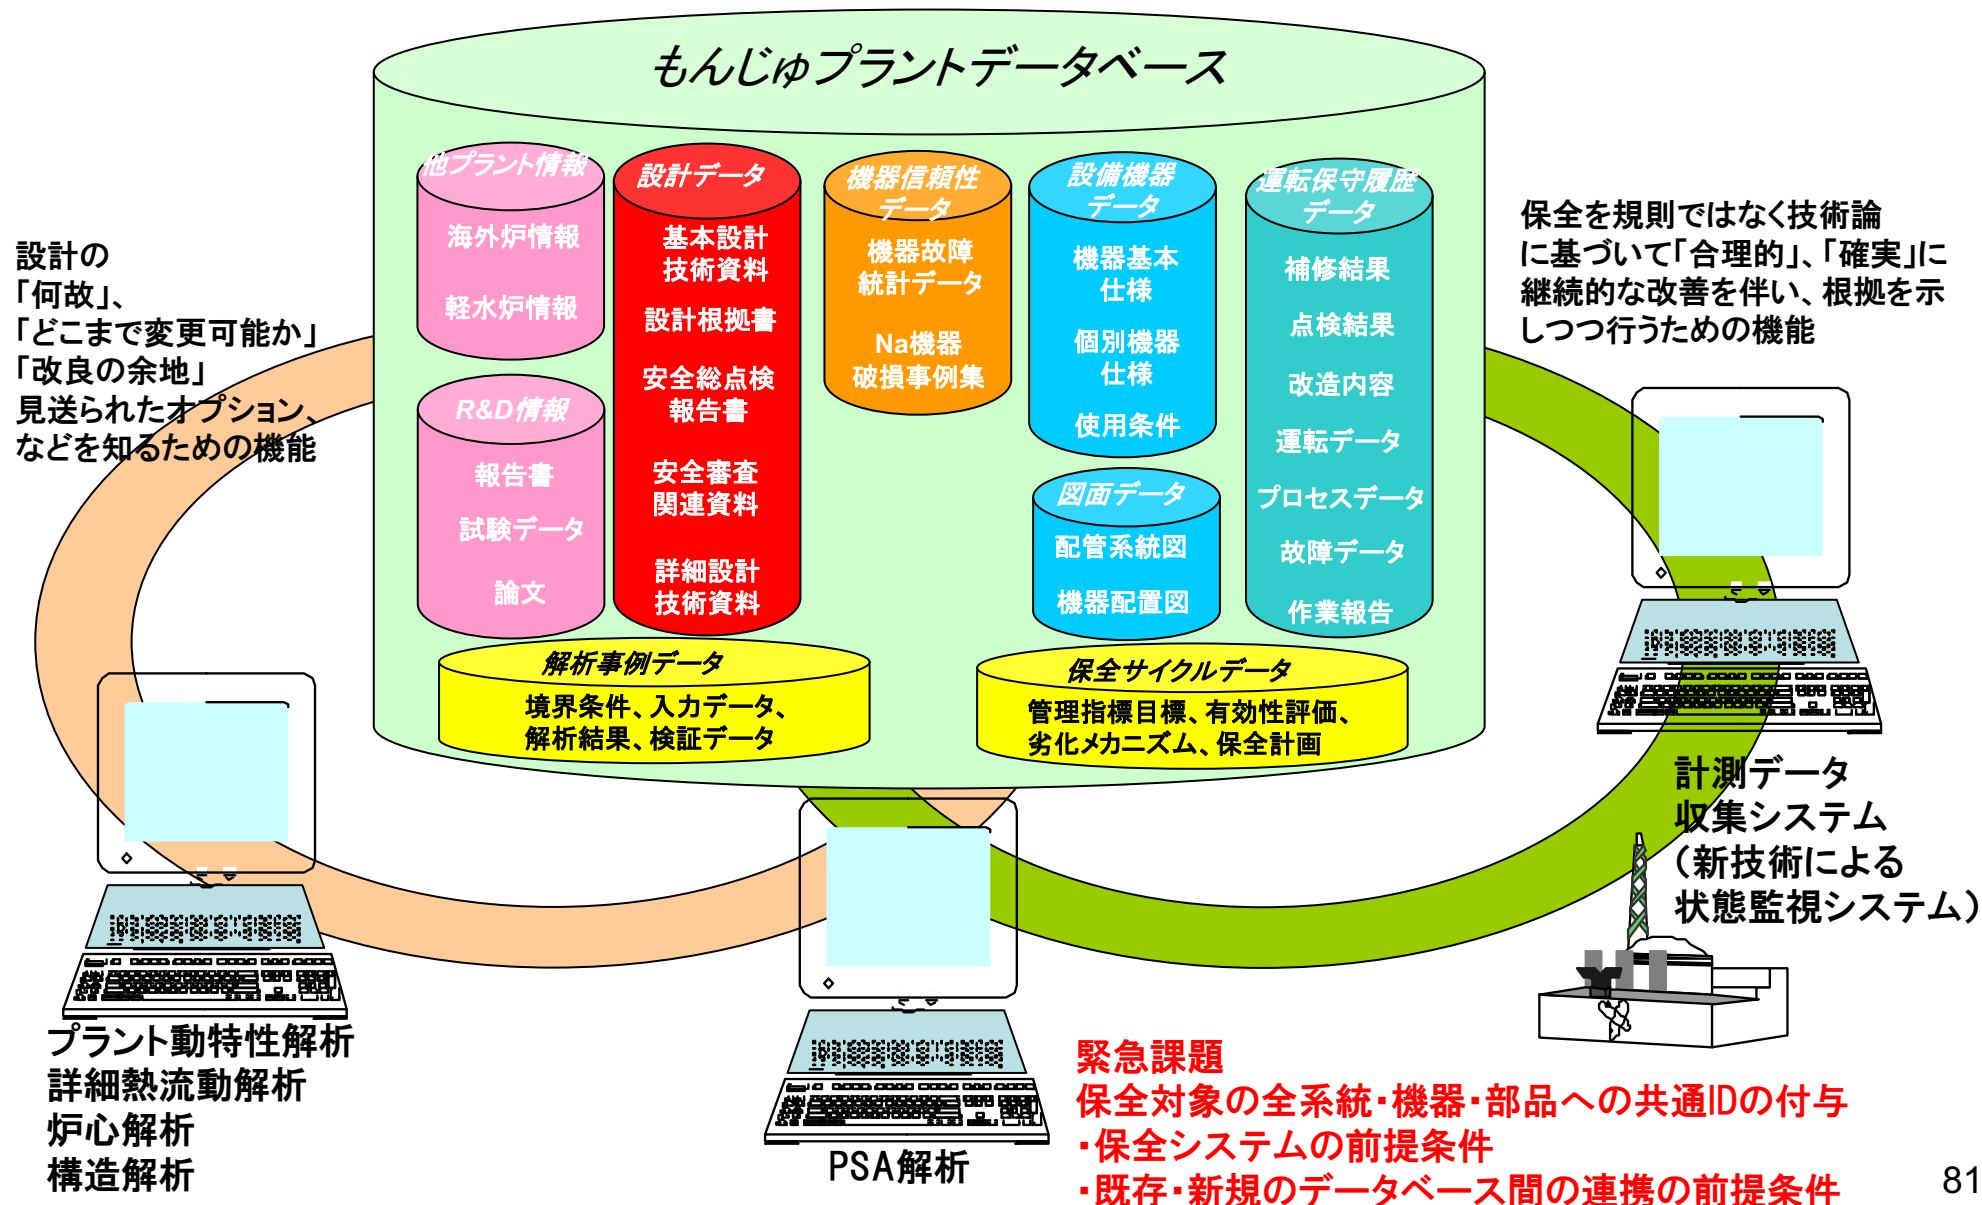 もんじゅプラントデータベース
他プラント情報
海外炉情報
軽水炉情報
R&D情報
報告書
試験データ
論文
設計データ
基本設計
技術資料
設計根拠書
安全総点検
報告書
安全審査
関連資料
詳細設計
技術資料
機器信頼性
データ
機器故障
統計データ
Na機器
破損事例集
設備機器
データ
機器基本
仕様
個別機器
仕様
使用条件
図面データ
配管系統図
機器配置図
運転保守履歴
データ
補修結果
点検結果
改造内容
運転データ
プロセスデータ
故障データ
作業報告
解析事例データ
境界条件、入力データ、
解析結果、検証データ
保全サイクルデータ
管理指標目標、有効性評価、
劣化メカニズム、保全計画
設計の
「何故」、
「どこまで変更可能か」
「改良の余地」
見送られたオプション、
などを知るための機能
保全を規則ではなく技術論
に基づいて「合理的」、「確実」に
継続的な改善を伴い、根拠を示
しつつ行うための機能
計測データ
収集システム
（新技術による
状態監視システム）
プラント動特性解析
詳細熱流動解析
炉心解析
構造解析
PSA解析
緊急課題
保全対象の全系統・機器・部品への共通IDの付与
・保全システムの前提条件
・既存・新規のデータベース間の連携の前提条件
81